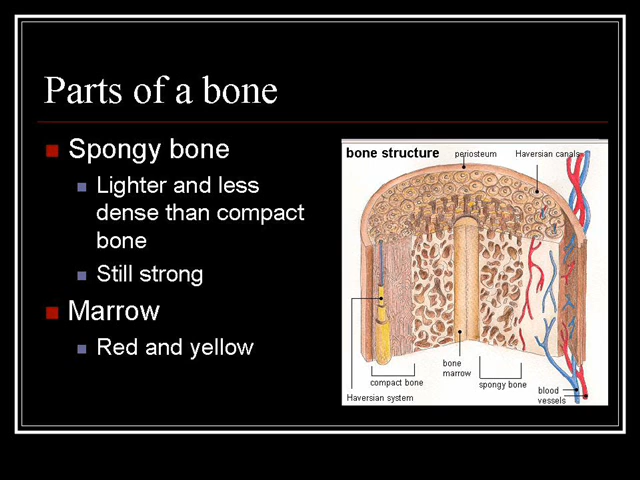 Parts of a bone
Spongy bone
Lighter and less
dense than compact
bone
Still strong
Marrow
Red and yellow
bone structure
periosteum
Haversian canals
bone
marrow
compact bone
spongy bone
blood
vessels
Haversian system